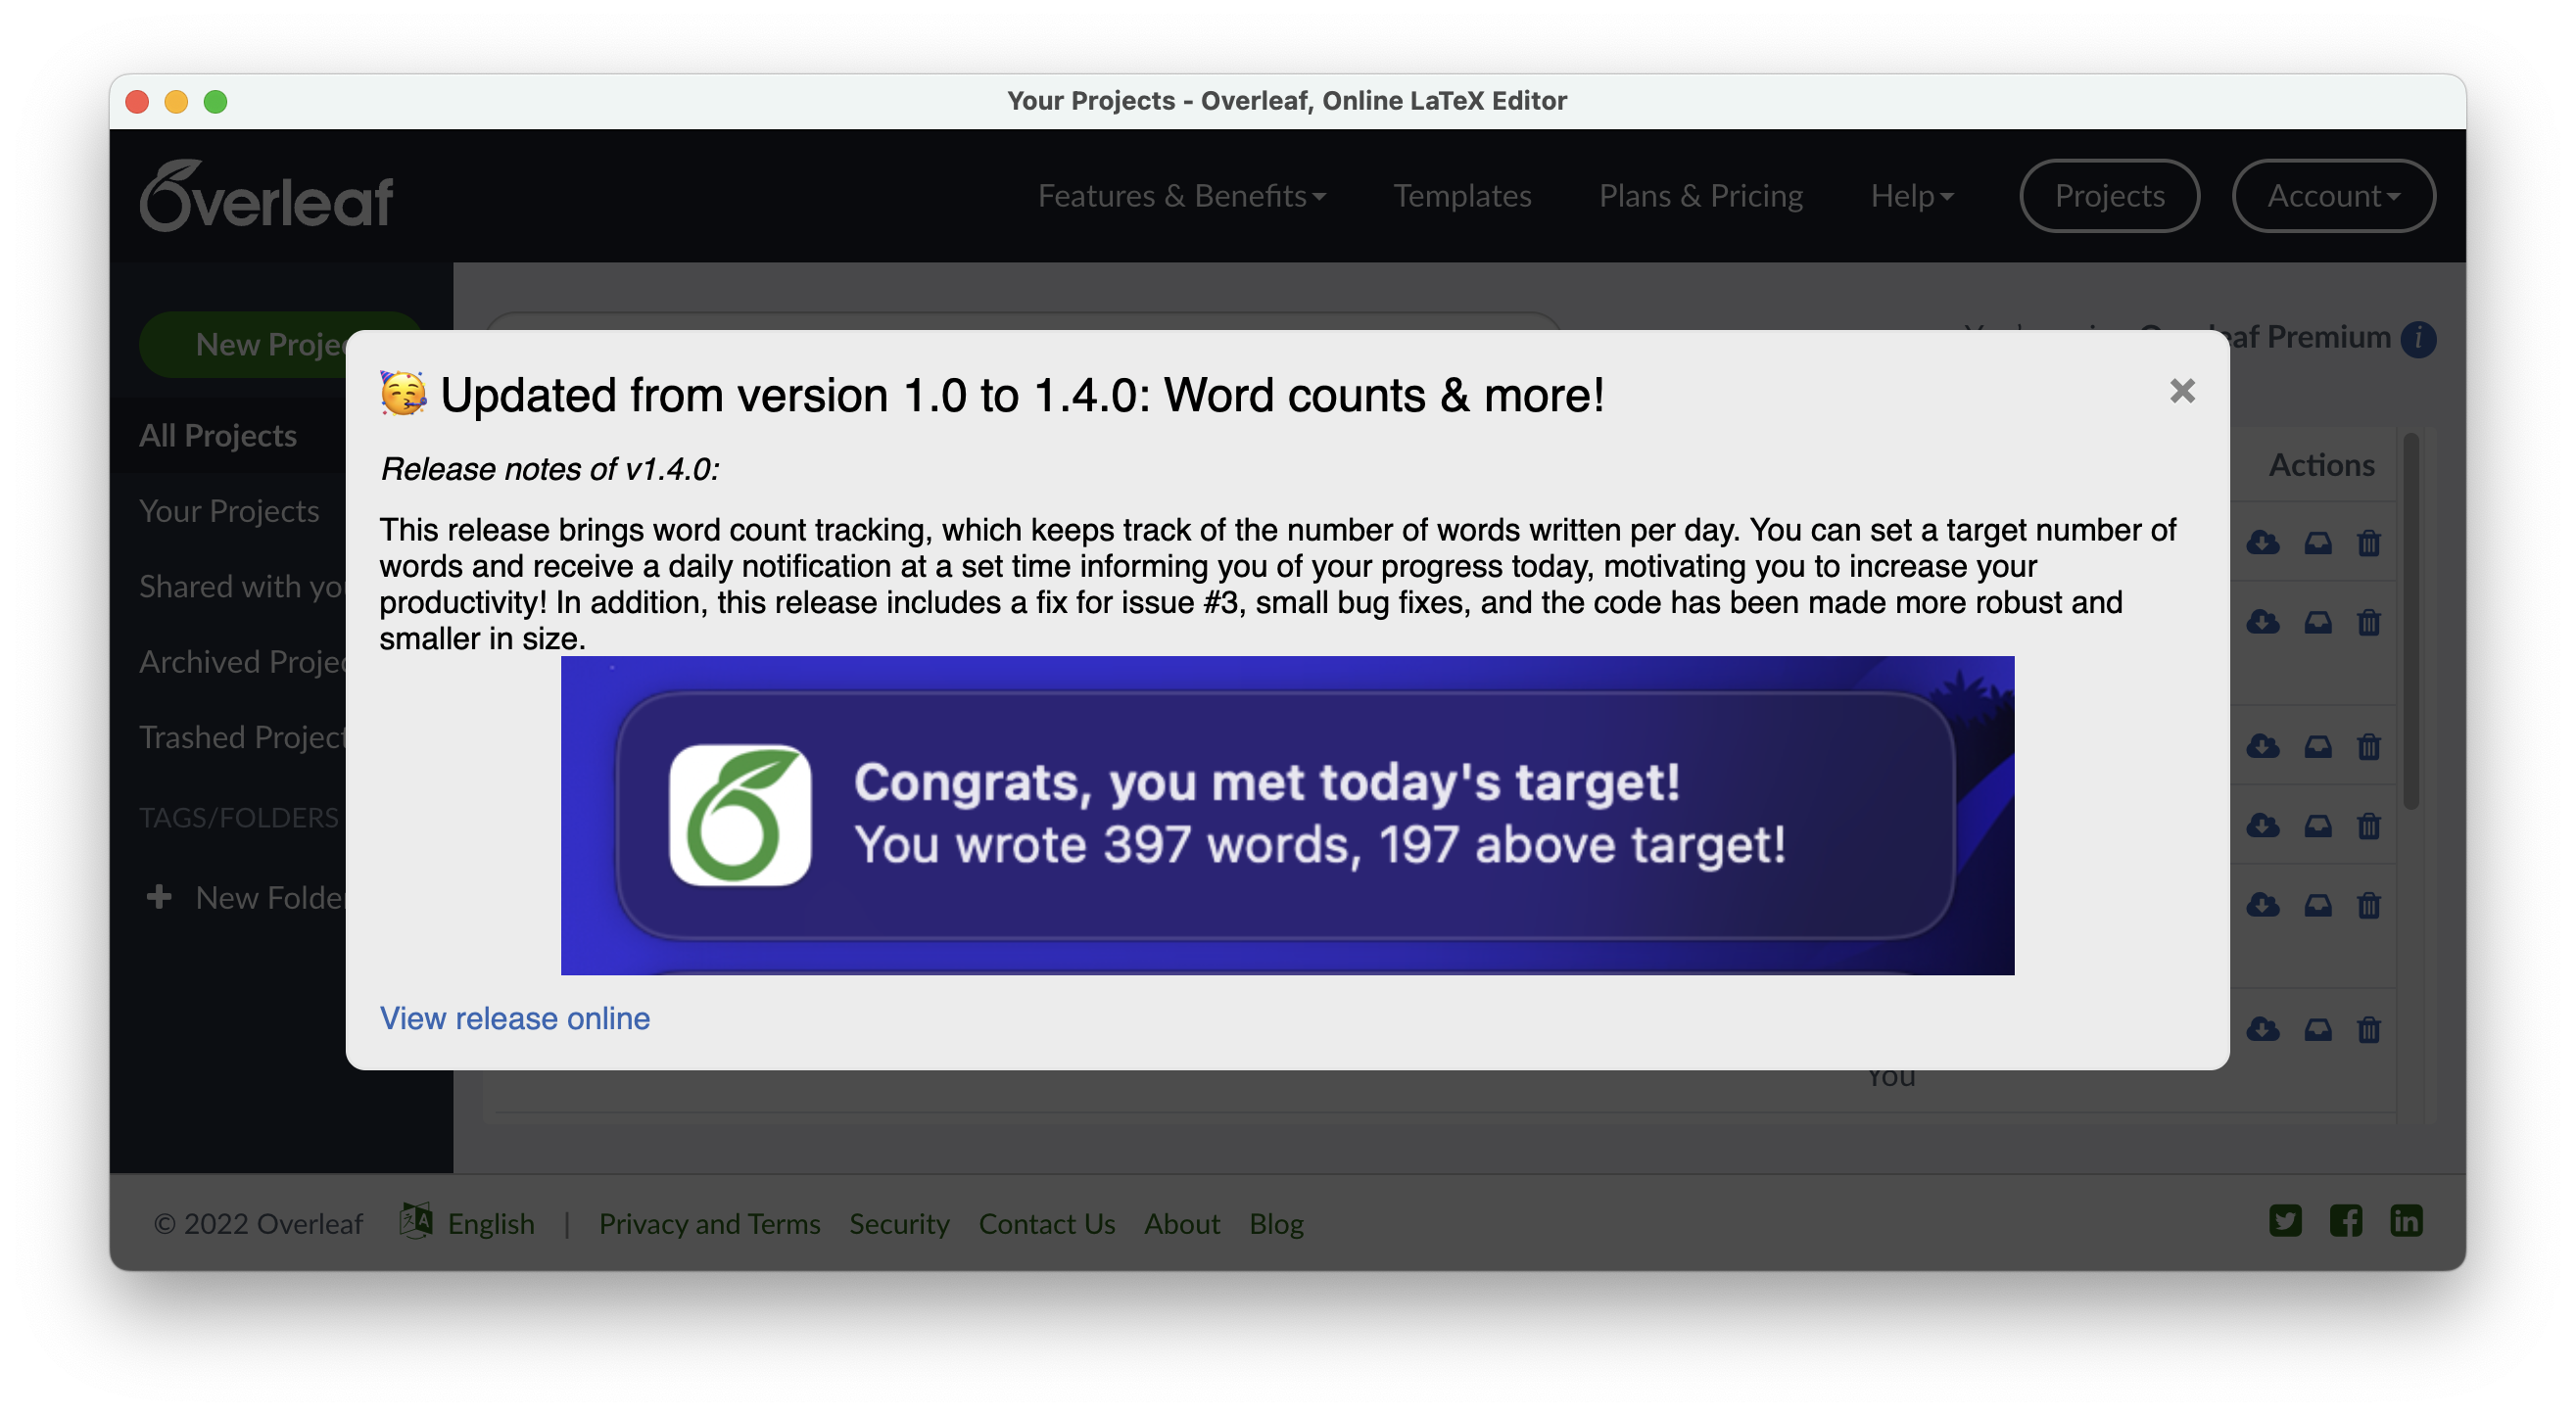 Your Projects - Overleaf, Online LaTeX Editor
Overleaf
Features & Benefits
Templates
Plans & Pricing
Help
Projects
Account
New
af Premium
🥳 Updated from version 1.0 to 1.4.0: Word counts & more!
All Projects
Release notes of v1.4.0:
Actions
Your Projects
This release brings word count tracking, which keeps track of the number of words written per day. You can set a target number of
words and receive a daily notification at a set time informing you of your progress today, motivating you to increase your
productivity! In addition, this release includes a fix for issue #3, small bug fixes, and the code has been made more robust and
smaller in size.
Shared with
Archived
Trashed
TAGS/FOLDERS
New
Congrats, you met today's target!
You wrote 397 words, 197 above target!
View release online
You
© 2022 Overleaf
English | Privacy and Terms Security Contact Us About Blog